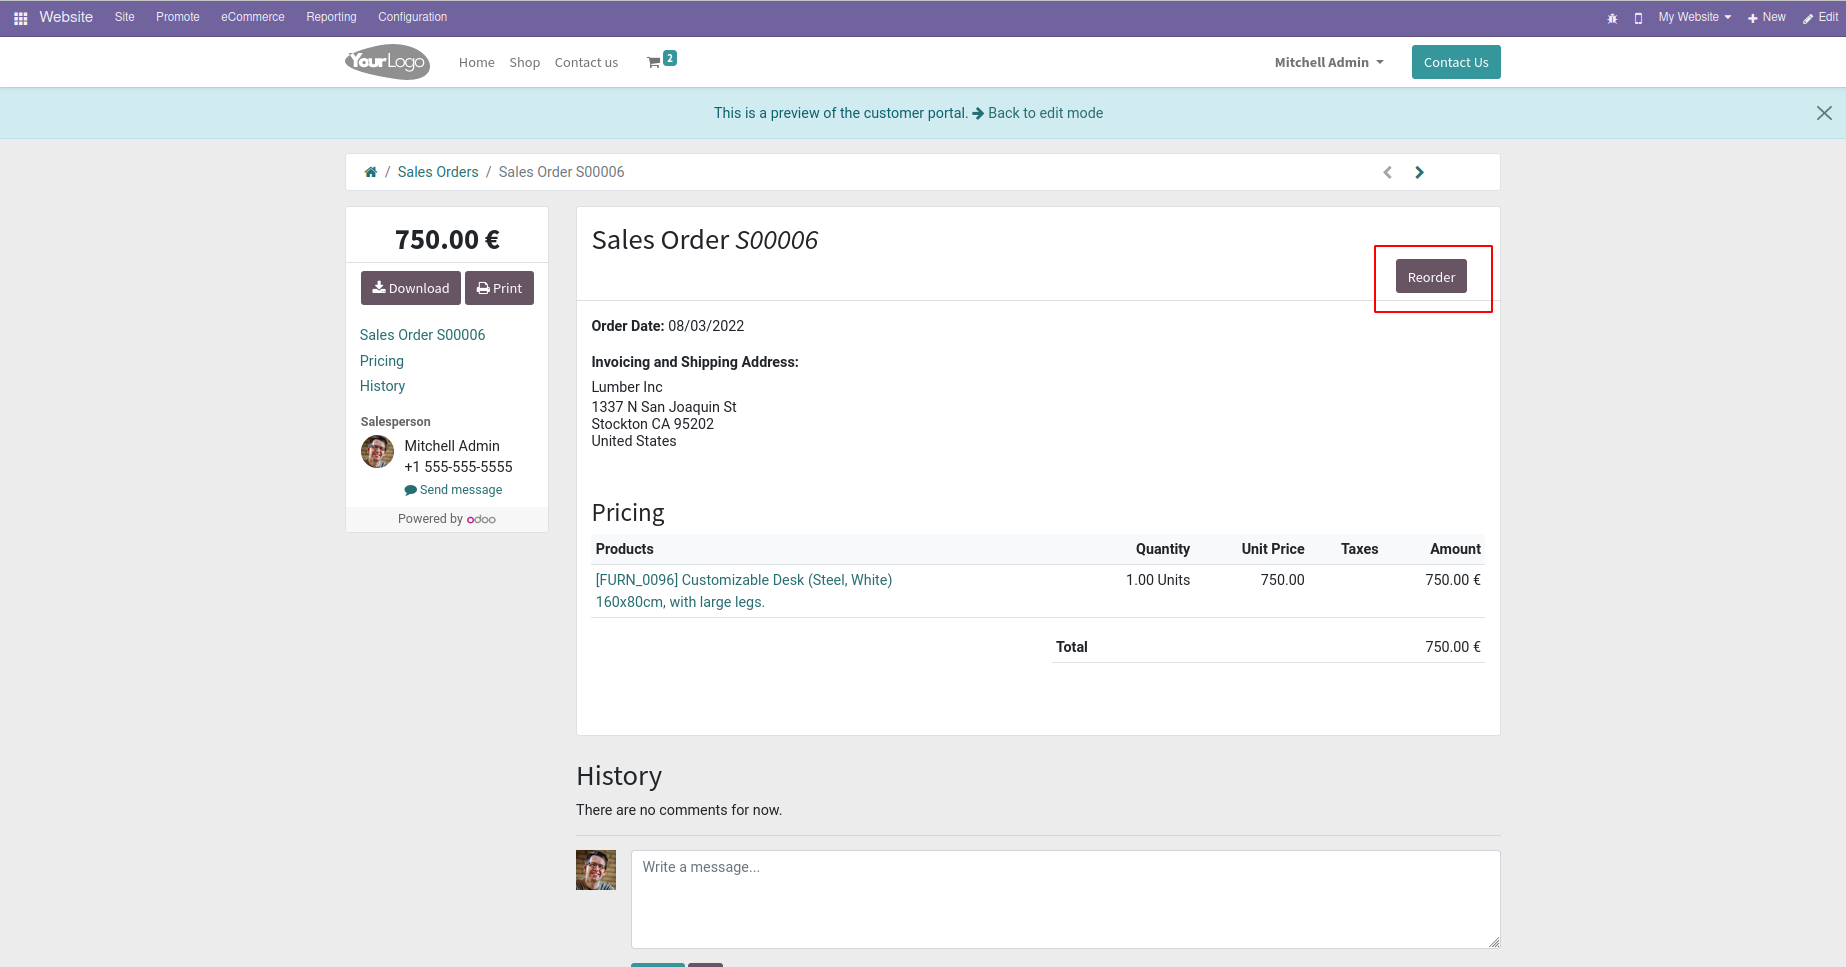 Website Site Promote eCommerce Reporting Configuration My Website New Edit
YourLogo Home Shop Contact us 2 Mitchell Admin Contact Us
This is a preview of the customer portal. Back to edit mode
/ Sales Orders / Sales Order S00006
750.00 €
Download Print
Sales Order S00006
Pricing
History
Salesperson
Mitchell Admin
+1 555-555-5555
Send message
Powered by odoo
Sales Order S00006
Reorder
Order Date: 08/03/2022
Invoicing and Shipping Address:
Lumber Inc
1337 N San Joaquin St
Stockton CA 95202
United States
Pricing
Products Quantity Unit Price Taxes Amount
[FURN_0096] Customizable Desk (Steel, White) 1.00 Units 750.00 750.00 €
160x80cm, with large legs.
Total 750.00 €
History
There are no comments for now.
Write a message...